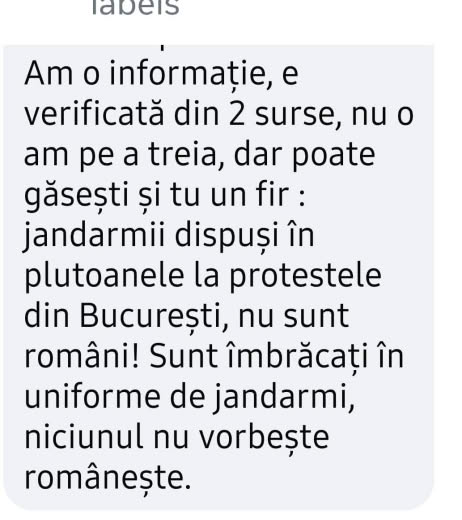 labels
Am o informație, e
verificată din 2 surse, nu o
am pe a treia, dar poate
găsești și tu un fir :
jandarmii dispuși în
plutoanele la protestele
din București, nu sunt
români! Sunt îmbrăcați în
uniforme de jandarmi,
niciunul nu vorbește
românește.